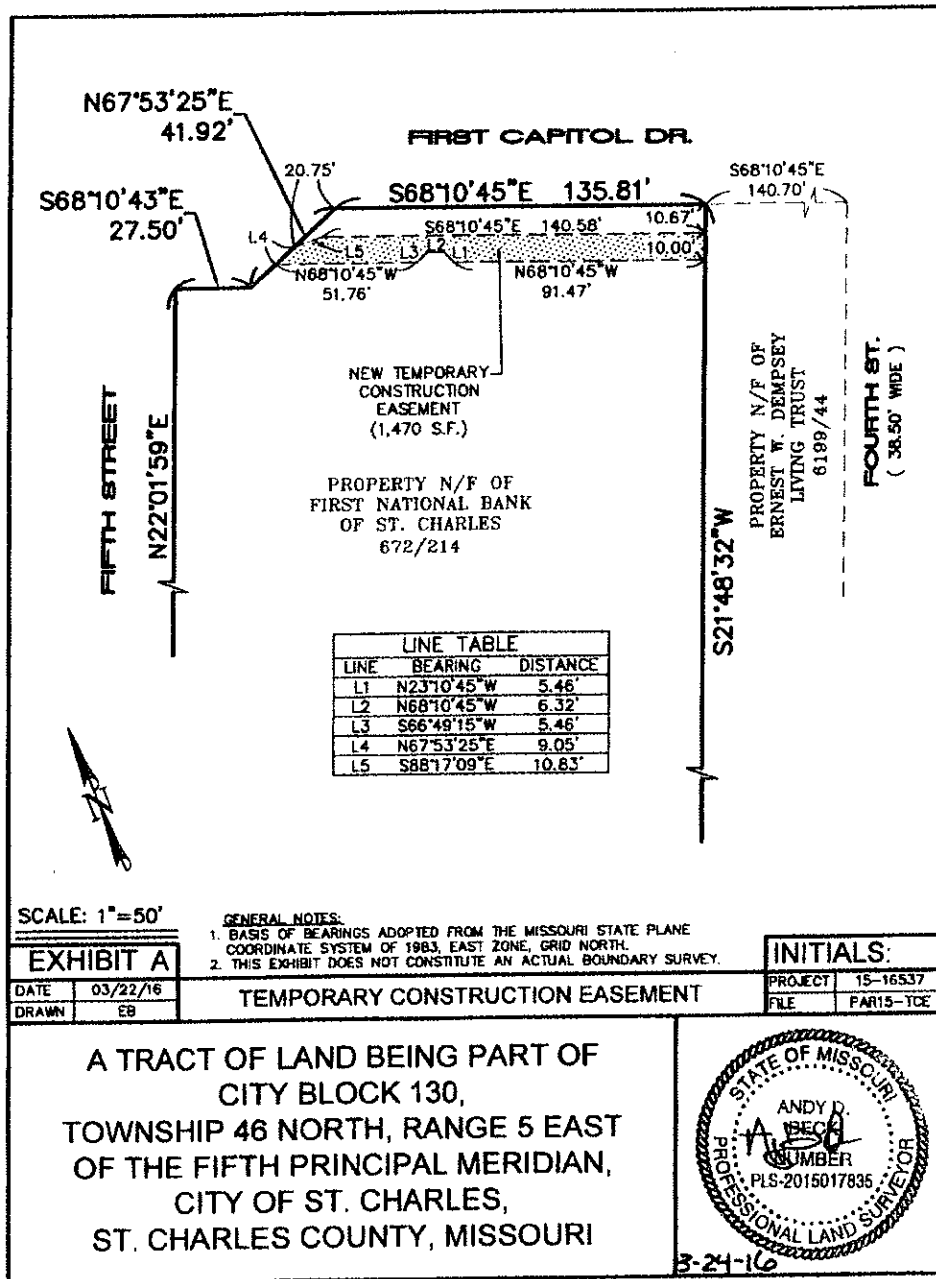 N67°53'25"E
41.92'
FIRST CAPITOL DR.
20.75'
S68°10'45"E 135.81'
S68°10'45"E
140.70'
S68°10'43"E
27.50'
S68°10'45"E 140.58'
10.67'
L4
L5
L3
L2
L1
10.00'
N68°10'45"W
51.76'
N68°10'45"W
91.47'
NEW TEMPORARY
CONSTRUCTION
EASEMENT
(1,470 S.F.)
PROPERTY N/F OF
FIRST NATIONAL BANK
OF ST. CHARLES
672/214
FIFTH STREET
N22°01'59"E
S21°48'32"W
PROPERTY N/F OF
ERNEST W. DEMPSEY
LIVING TRUST
6199/44
FOURTH ST.
( 38.50' WIDE )
LINE TABLE
LINE BEARING DISTANCE
L1 N23°10'45"W 5.46'
L2 N68°10'45"W 6.32'
L3 S66°49'15"W 5.46'
L4 N67°53'25"E 9.05'
L5 S88°17'09"E 10.83'
N
SCALE: 1"=50'
GENERAL NOTES:
1. BASIS OF BEARINGS ADOPTED FROM THE MISSOURI STATE PLANE
COORDINATE SYSTEM OF 1983, EAST ZONE, GRID NORTH.
2. THIS EXHIBIT DOES NOT CONSTITUTE AN ACTUAL BOUNDARY SURVEY.
EXHIBIT A
DATE 03/22/16
DRAWN EB
TEMPORARY CONSTRUCTION EASEMENT
INITIALS:
PROJECT 15-16537
FILE PAR15-TCE
A TRACT OF LAND BEING PART OF
CITY BLOCK 130,
TOWNSHIP 46 NORTH, RANGE 5 EAST
OF THE FIFTH PRINCIPAL MERIDIAN,
CITY OF ST. CHARLES,
ST. CHARLES COUNTY, MISSOURI
STATE OF MISSOURI
ANDY D.
BECK
NUMBER
PLS-2015017835
PROFESSIONAL LAND SURVEYOR
3-24-16